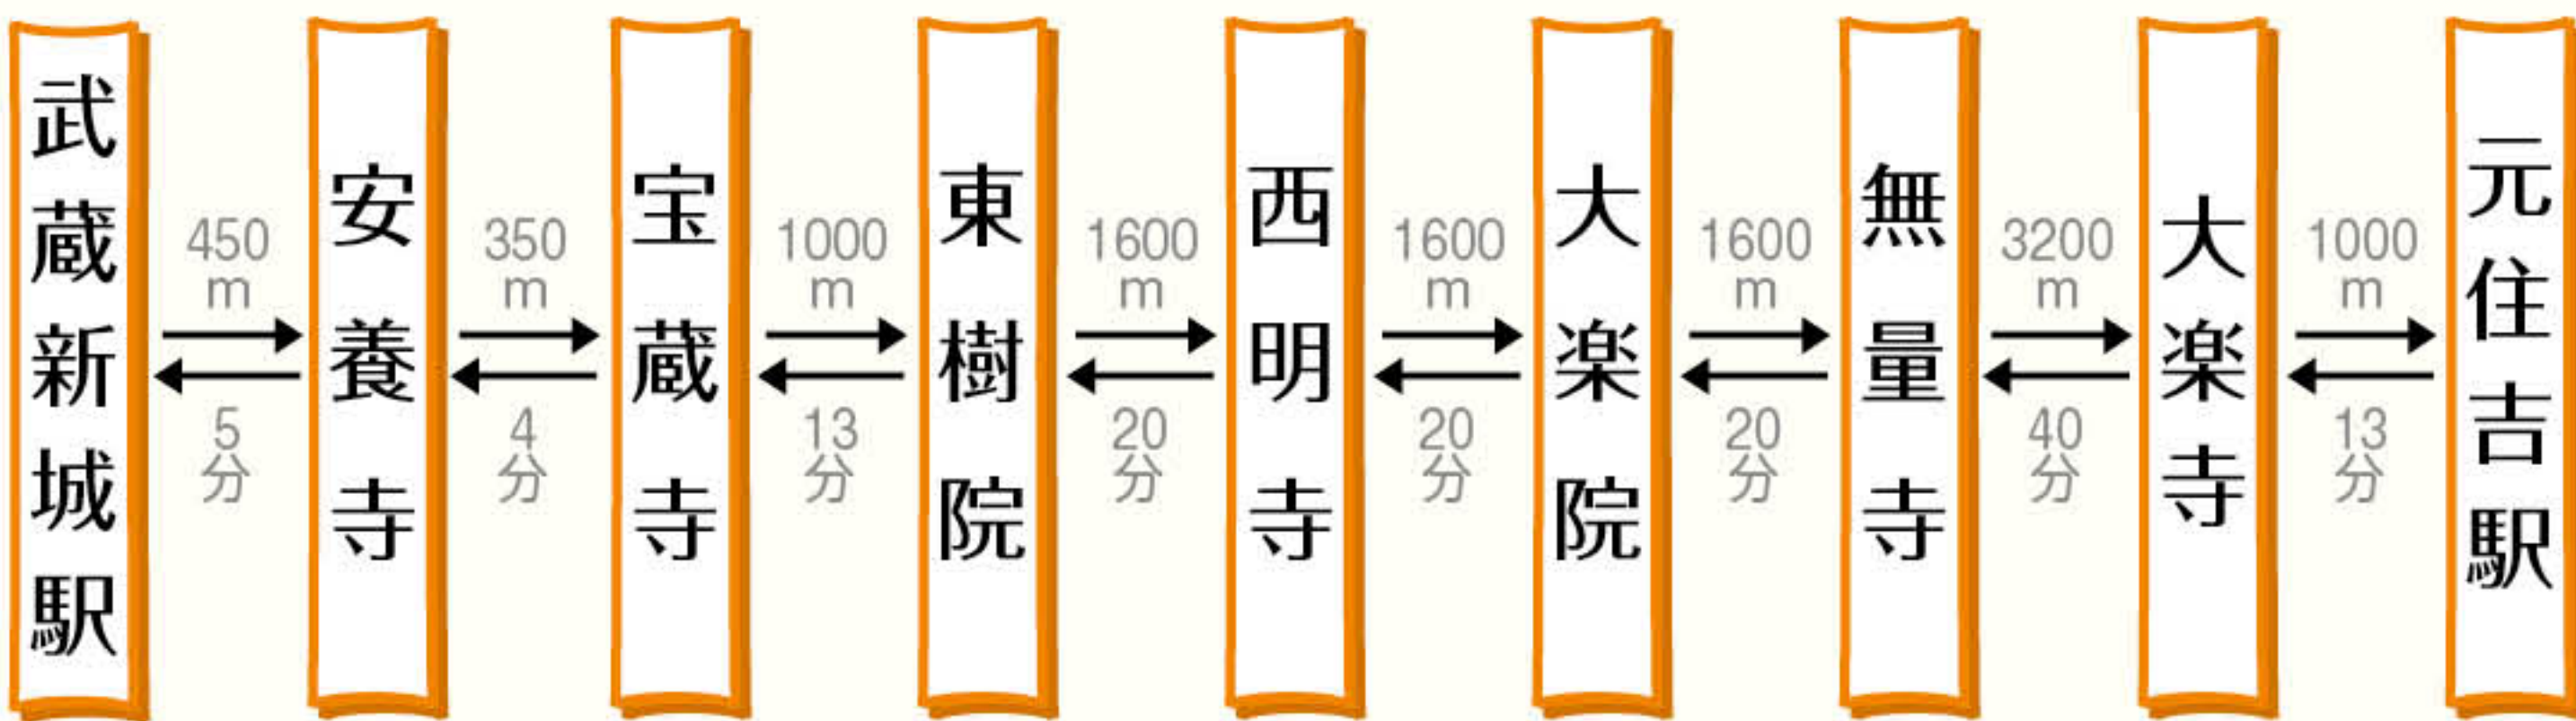 武蔵新城駅
450
m
5
分
安養寺
350
m
4
分
宝蔵寺
1000
m
13
分
東樹院
1600
m
20
分
西明寺
1600
m
20
分
大楽院
1600
m
20
分
無量寺
3200
m
40
分
大楽寺
1000
m
13
分
元住吉駅